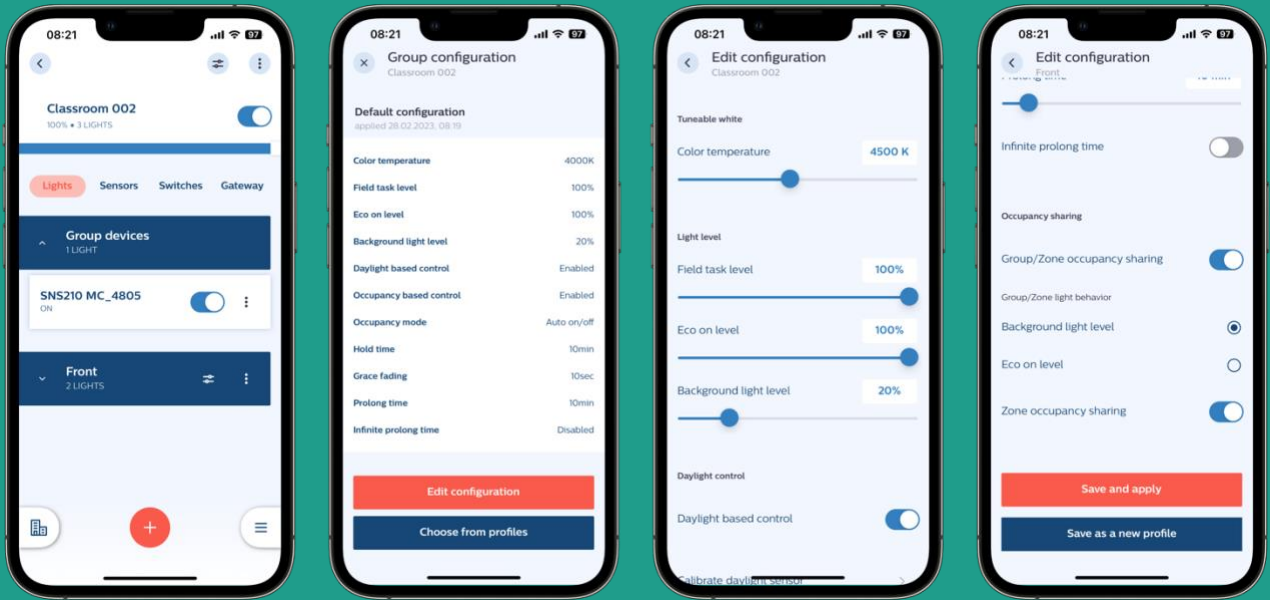 08:21
97
Classroom 002
100% • 3 LIGHTS
Lights Sensors Switches Gateway
Group devices
1 LIGHT
SNS210 MC_4805
ON
Front
2 LIGHTS
08:21
97
Group configuration
Classroom 002
Default configuration
applied 28.02.2023, 08:19
Color temperature 4000K
Field task level 100%
Eco on level 100%
Background light level 20%
Daylight based control Enabled
Occupancy based control Enabled
Occupancy mode Auto on/off
Hold time 10min
Grace fading 10sec
Prolong time 10min
Infinite prolong time Disabled
Edit configuration
Choose from profiles
08:21
97
Edit configuration
Classroom 002
Tuneable white
Color temperature 4500 K
Light level
Field task level 100%
Eco on level 100%
Background light level 20%
Daylight control
Daylight based control
Calibrate daylight sensor
08:21
97
Edit configuration
Front
Infinite prolong time
Occupancy sharing
Group/Zone occupancy sharing
Group/Zone light behavior
Background light level
Eco on level
Zone occupancy sharing
Save and apply
Save as a new profile